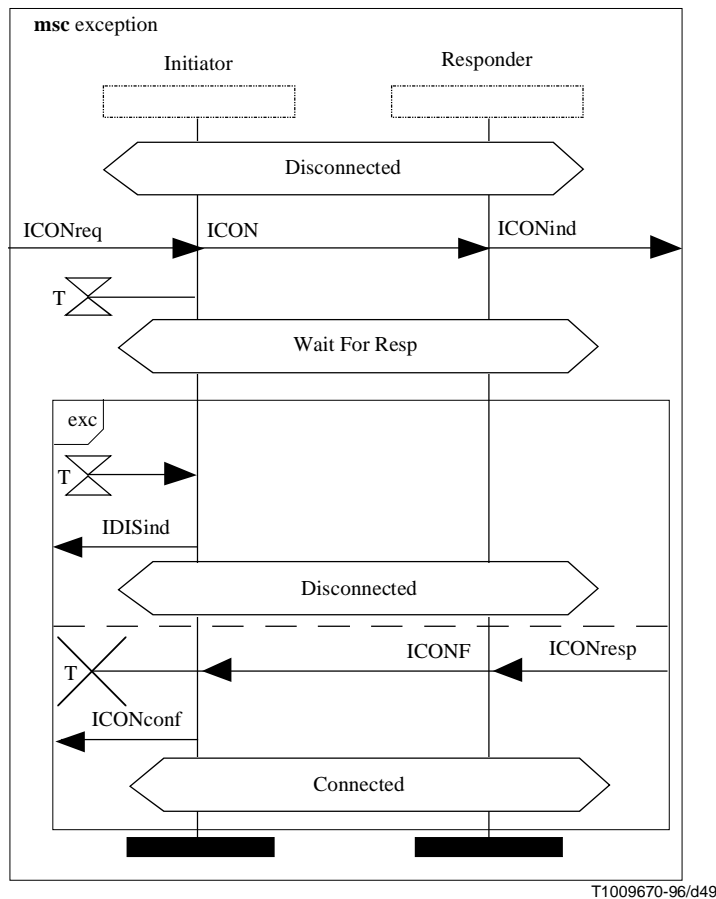 msc exception
Initiator
Responder
Disconnected
ICONreq
ICON
ICONind
T
Wait For Resp
exc
T
IDISind
Disconnected
ICONF
ICONresp
T
ICONconf
Connected
T1009670-96/d49